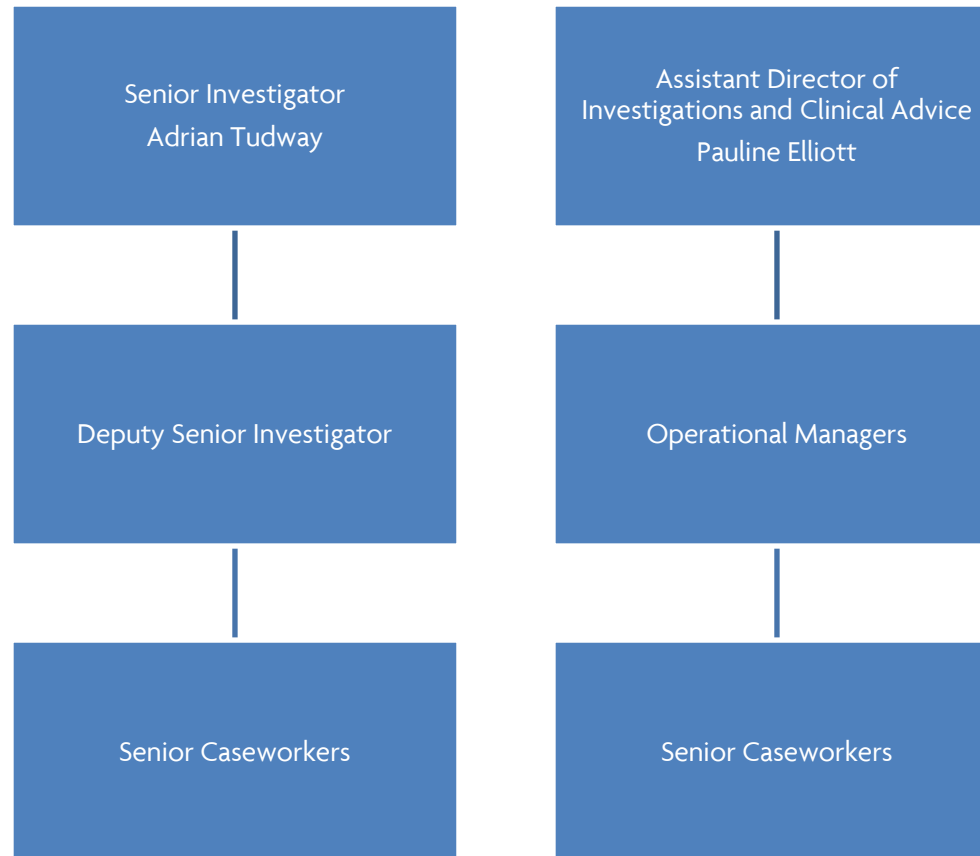 Senior Investigator
Adrian Tudway
Assistant Director of
Investigations and Clinical Advice
Pauline Elliott
Deputy Senior Investigator
Operational Managers
Senior Caseworkers
Senior Caseworkers